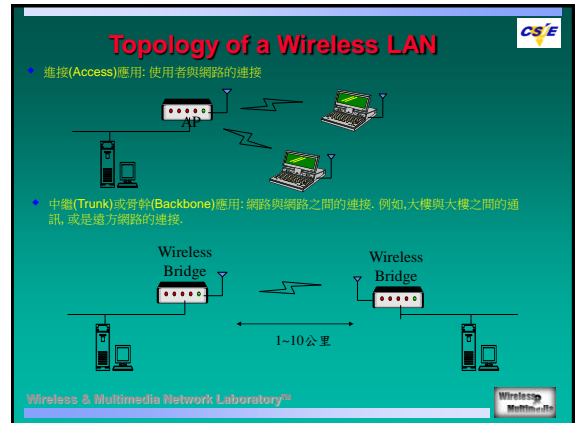 Topology of a Wireless LAN
CS/E
進接(Access)應用: 使用者與網路的連接
AP
中繼(Trunk)或骨幹(Backbone)應用: 網路與網路之間的連接. 例如,大樓與大樓之間的通
訊, 或是遠方網路的連接.
Wireless
Bridge
Wireless
Bridge
1~10公里
Wireless & Multimedia Network Laboratory™
Wireless
Multimedia